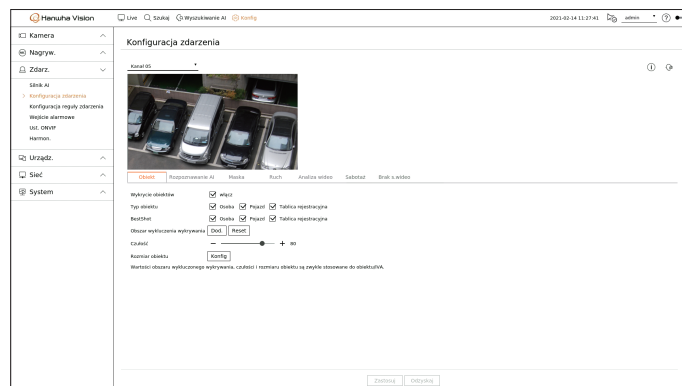 Hanwha Vision
Live Szukaj Wyszukiwanie AI Konfig
2021-02-14 11:27:41 admin
Kamera
Nagryw.
Zdarz.
Silnik AI
Konfiguracja zdarzenia
Konfiguracja reguły zdarzenia
Wejście alarmowe
Ust. ONVIF
Harmon.
Urządz.
Sieć
System
Konfiguracja zdarzenia
Kanał 05
Obiekt Rozpoznawanie AI Maska Ruch Analiza wideo Sabotaż Brak s wideo
Wykrycie obiektów włącz
Typ obiektu Osoba Pojazd Tablica rejestracyjna
BestShot Osoba Pojazd Tablica rejestracyjna
Obszar wykluczenia wykrywania Dod. Reset
Czułość − + 80
Rozmiar obiektu Konfig
Wartości obszaru wykluczonego wykrywania, czułości i rozmiaru obiektu są zwykle stosowane do obiektu/IVA.
Zastosuj Odzyskaj